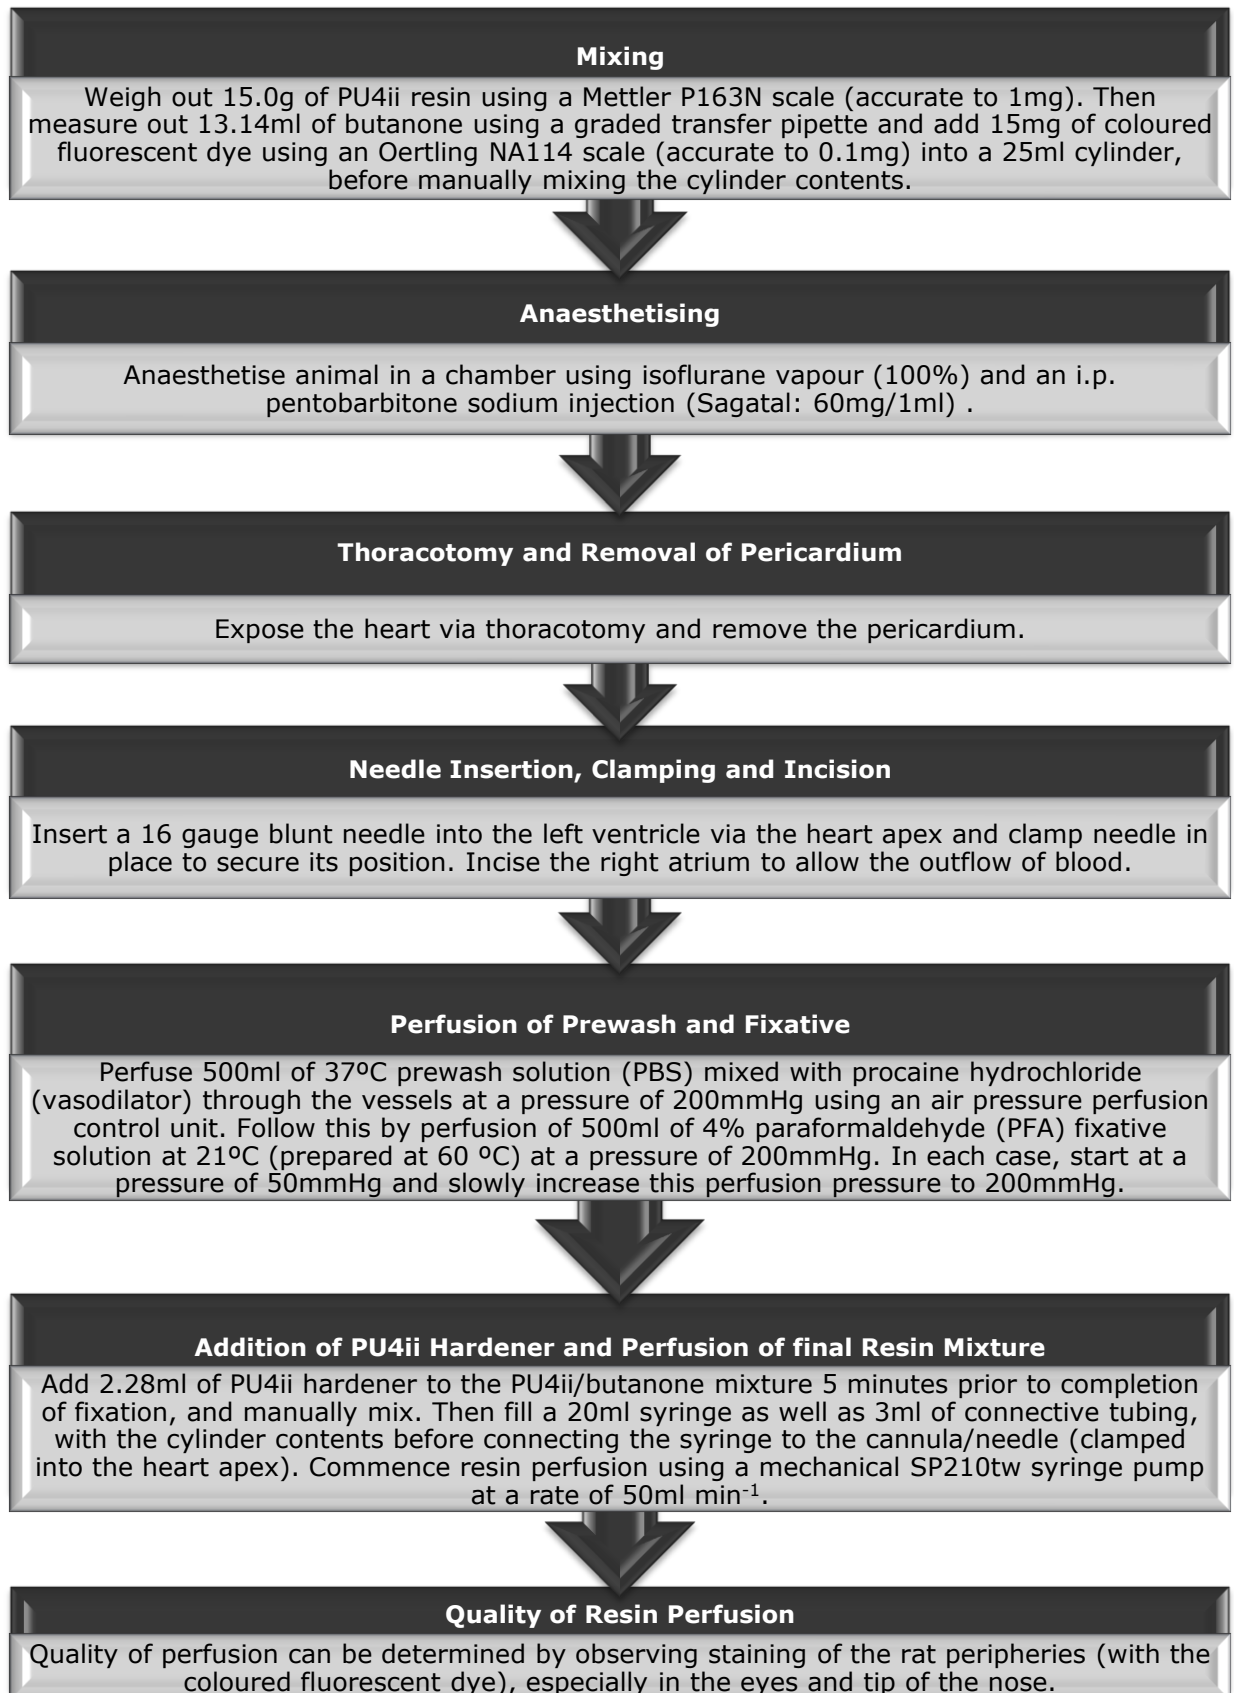 Mixing
Weigh out 15.0g of PU4ii resin using a Mettler P163N scale (accurate to 1mg). Then
measure out 13.14ml of butanone using a graded transfer pipette and add 15mg of coloured
fluorescent dye using an Oertling NA114 scale (accurate to 0.1mg) into a 25ml cylinder,
before manually mixing the cylinder contents.
Anaesthetising
Anaesthetise animal in a chamber using isoflurane vapour (100%) and an i.p.
pentobarbitone sodium injection (Sagatal: 60mg/1ml) .
Thoracotomy and Removal of Pericardium
Expose the heart via thoracotomy and remove the pericardium.
Needle Insertion, Clamping and Incision
Insert a 16 gauge blunt needle into the left ventricle via the heart apex and clamp needle in
place to secure its position. Incise the right atrium to allow the outflow of blood.
Perfusion of Prewash and Fixative
Perfuse 500ml of 37ºC prewash solution (PBS) mixed with procaine hydrochloride
(vasodilator) through the vessels at a pressure of 200mmHg using an air pressure perfusion
control unit. Follow this by perfusion of 500ml of 4% paraformaldehyde (PFA) fixative
solution at 21ºC (prepared at 60 ºC) at a pressure of 200mmHg. In each case, start at a
pressure of 50mmHg and slowly increase this perfusion pressure to 200mmHg.
Addition of PU4ii Hardener and Perfusion of final Resin Mixture
Add 2.28ml of PU4ii hardener to the PU4ii/butanone mixture 5 minutes prior to completion
of fixation, and manually mix. Then fill a 20ml syringe as well as 3ml of connective tubing,
with the cylinder contents before connecting the syringe to the cannula/needle (clamped
into the heart apex). Commence resin perfusion using a mechanical SP210tw syringe pump
at a rate of 50ml min⁻¹.
Quality of Resin Perfusion
Quality of perfusion can be determined by observing staining of the rat peripheries (with the
coloured fluorescent dye), especially in the eyes and tip of the nose.